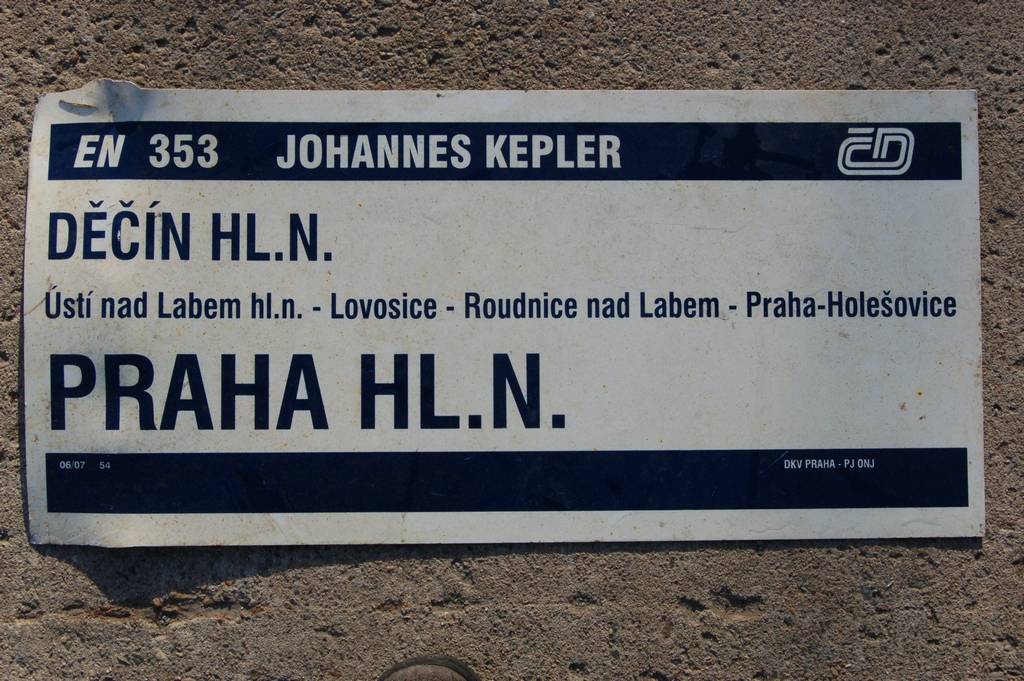 EN 353 JOHANNES KEPLER ČD
DĚČÍN HL.N.
Ústí nad Labem hl.n. - Lovosice - Roudnice nad Labem - Praha-Holešovice
PRAHA HL.N.
06/07 54 DKV PRAHA - PJ ONJ